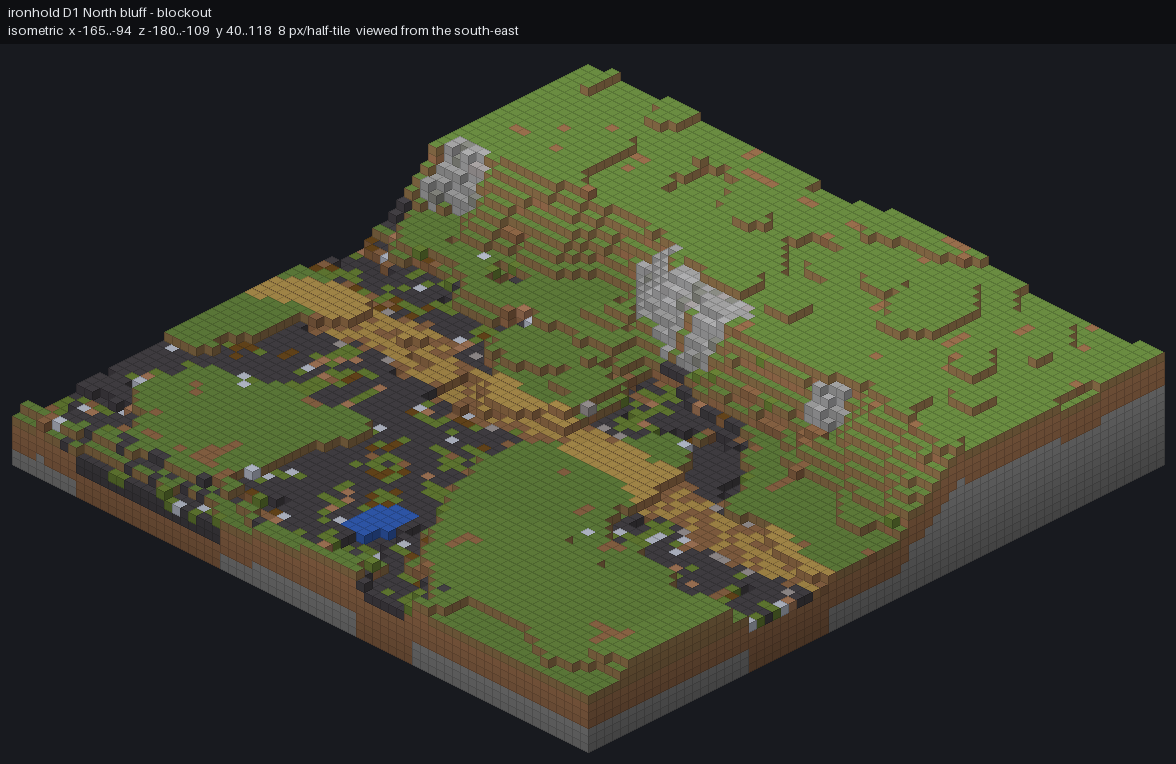 ironhold D1 North bluff - blockout
isometric  x -165..-94  z -180..-109  y 40..118  8 px/half-tile  viewed from the south-east